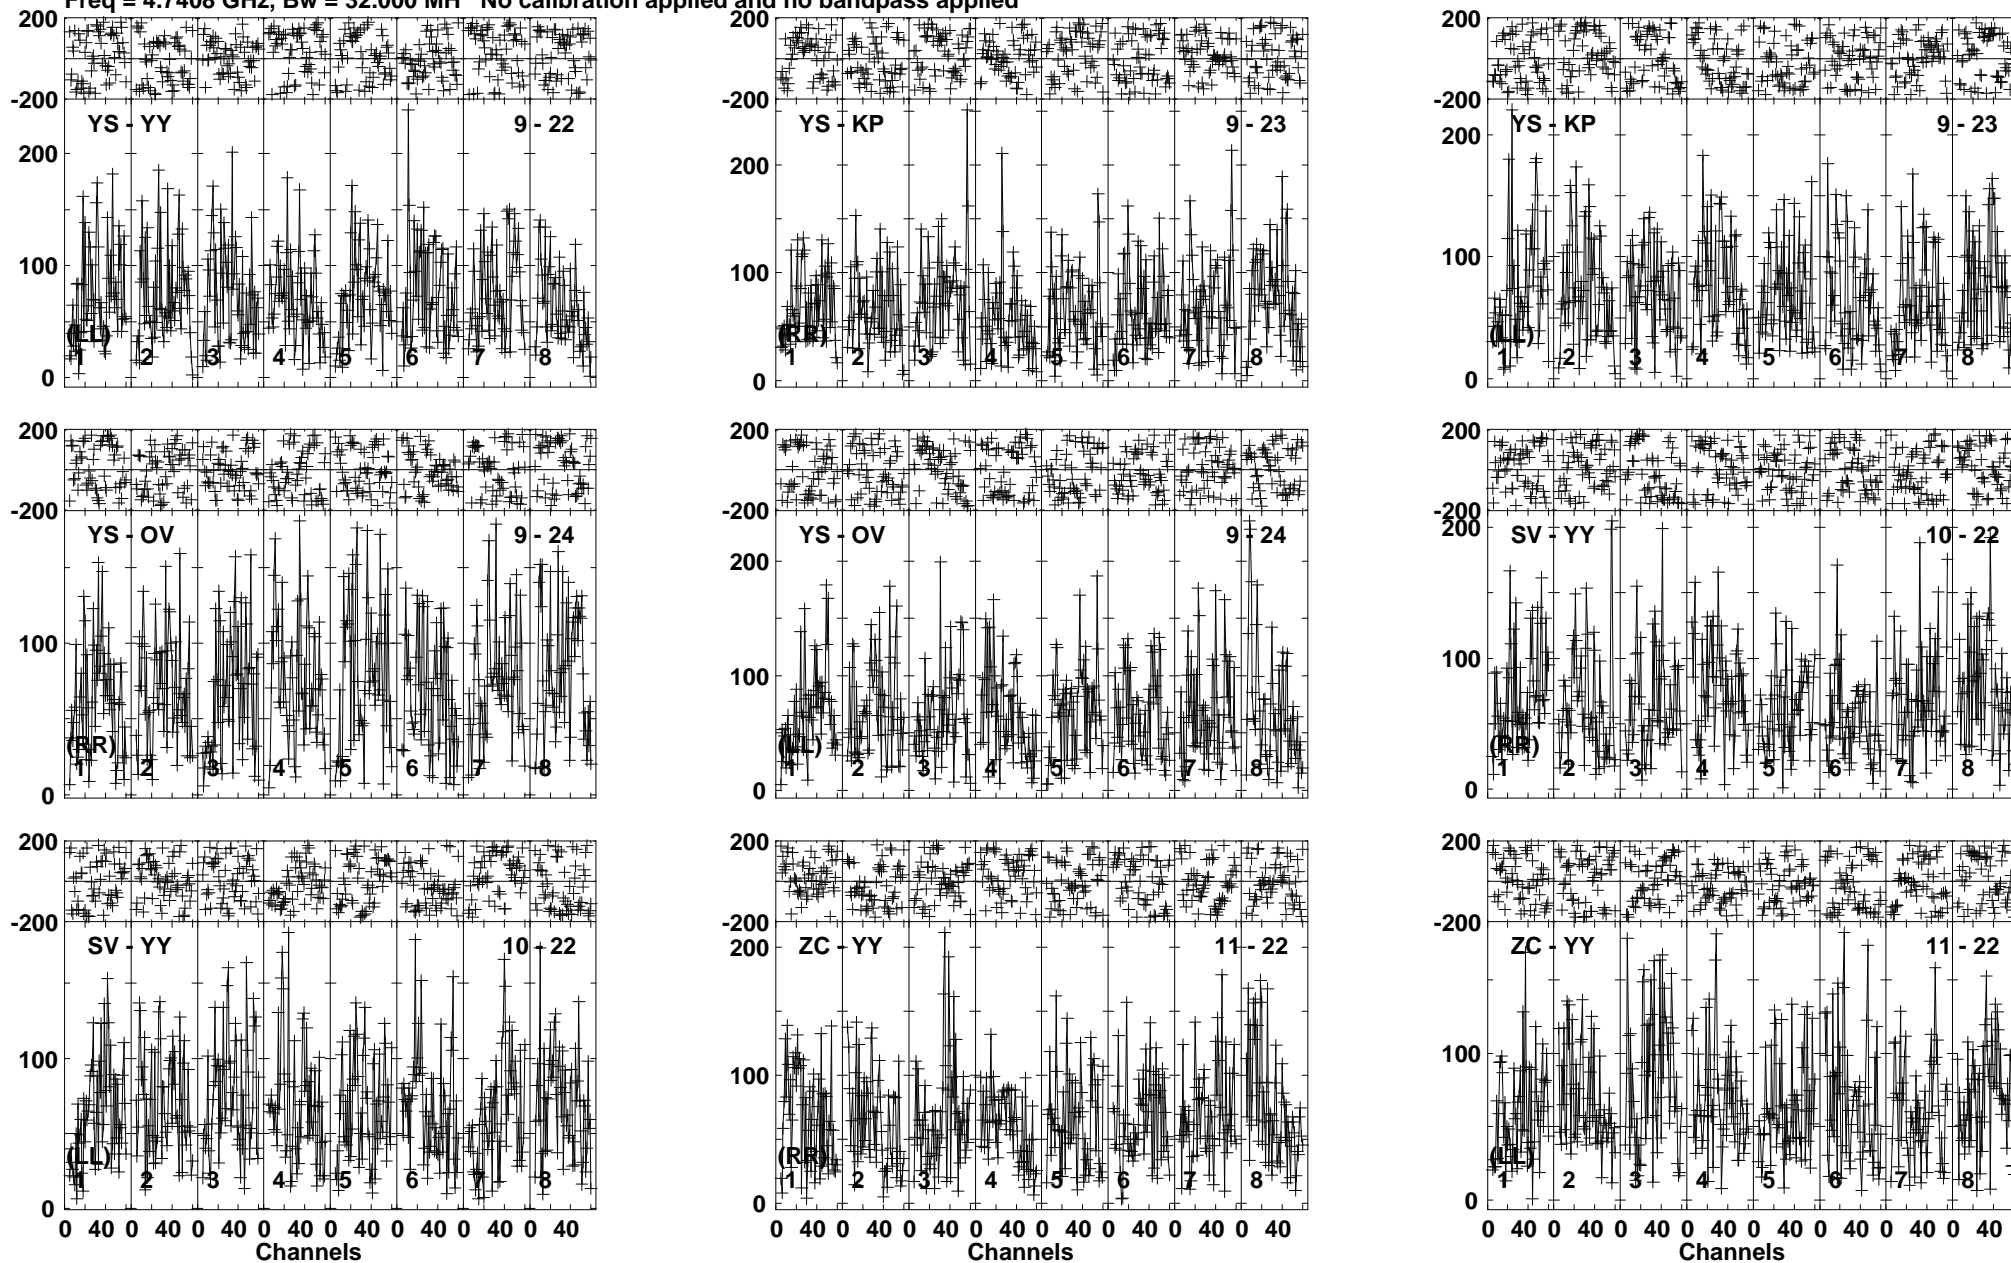 Freq = 4.7408 GHz, Bw = 32.000 MH No calibration applied and no bandpass applied
200 200 200
-200 -200 -200
YS - YY 9 - 22 YS - KP 9 - 23 YS - KP 9 - 23
200 200 200
100 100 100
(LL) (RR) (LL)
1 2 3 4 5 6 7 8 1 2 3 4 5 6 7 8 1 2 3 4 5 6 7 8
0 0 0
200 200 200
-200 -200 -200
YS - OV 9 - 24 YS - OV 9 - 24 SV - YY 10 - 22
200 200
100 100 100
(RR) (LL) (RR)
1 2 3 4 5 6 7 8 1 2 3 4 5 6 7 8 1 2 3 4 5 6 7 8
0 0 0
200 200 200
-200 -200 -200
SV - YY 10 - 22 ZC - YY 11 - 22 ZC - YY 11 - 22
200
100 100 100
(LL) (RR) (LL)
1 2 3 4 5 6 7 8 1 2 3 4 5 6 7 8 1 2 3 4 5 6 7 8
0 0 0
0 40 0 40 0 40 0 40 0 40 0 40 0 40 0 40 0 40 0 40 0 40 0 40 0 40 0 40 0 40 0 40 0 40 0 40 0 40 0 40 0 40 0 40 0 40 0 40
Channels Channels Channels